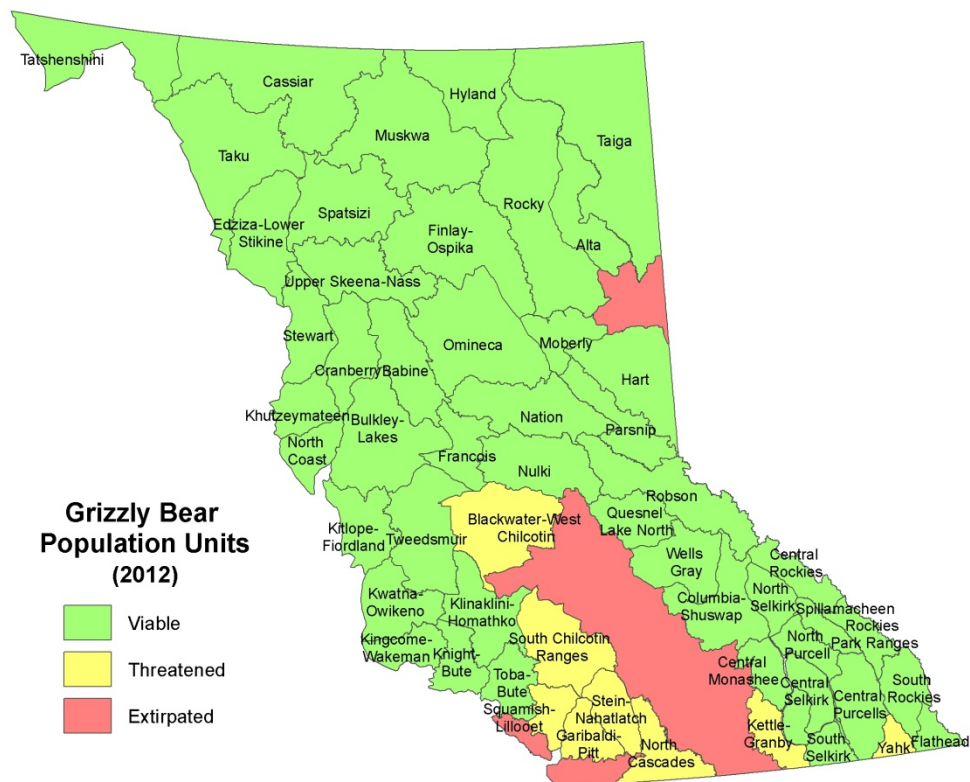 Tatshenshini
Cassiar
Hyland
Muskwa
Taiga
Taku
Rocky
Spatsizi
Edziza-Lower
Stikine
Finlay-
Ospika
Alta
Upper Skeena-Nass
Stewart
Omineca
Moberly
Cranberry
Babine
Hart
Khutzeymateen
Bulkley-
Lakes
Nation
Parsnip
North
Coast
Francois
Nulki
Robson
Grizzly Bear
Population Units
(2012)
Viable
Threatened
Extirpated
Blackwater-West
Chilcotin
Quesnel
Lake North
Kitlope-
Fiordland
Tweedsmuir
Wells
Gray
Central
Rockies
Kwatna-
Owikeno
Klinaklini-
Homathko
Columbia-
Shuswap
North
Selkirk
Spillamacheen
Rockies
Park Ranges
Kingcome-
Wakeman
Knight-
Bute
South Chilcotin
Ranges
North
Purcell
Toba-
Bute
Central
Monashee
Central
Selkirk
Central
Purcells
South
Rockies
Squamish-
Lillooet
Stein-
Nahatlatch
Garibaldi-
Pitt
North
Cascades
Kettle-
Granby
South
Selkirk
Yahk
Flathead